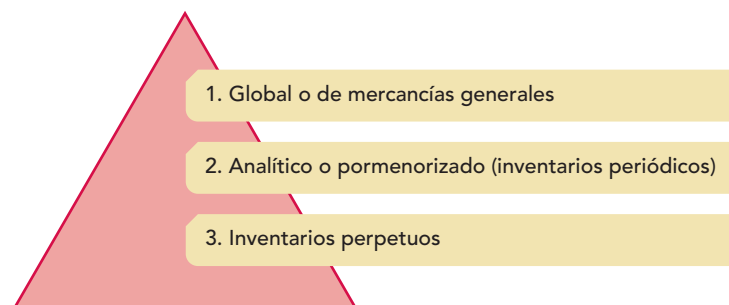 1. Global o de mercancías generales
2. Analítico o pormenorizado (inventarios periódicos)
3. Inventarios perpetuos